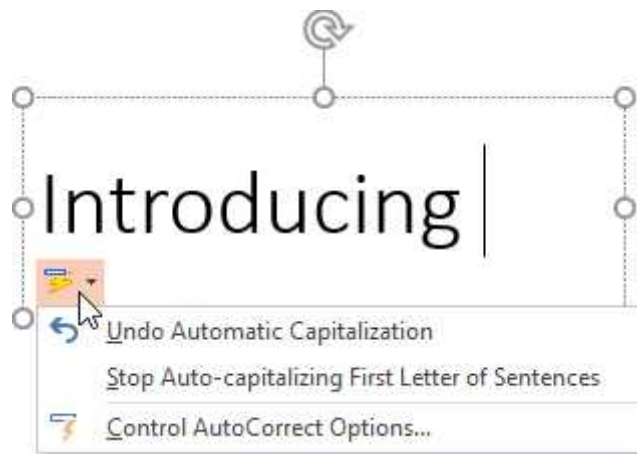 Introducing
Undo Automatic Capitalization
Stop Auto-capitalizing First Letter of Sentences
Control AutoCorrect Options...